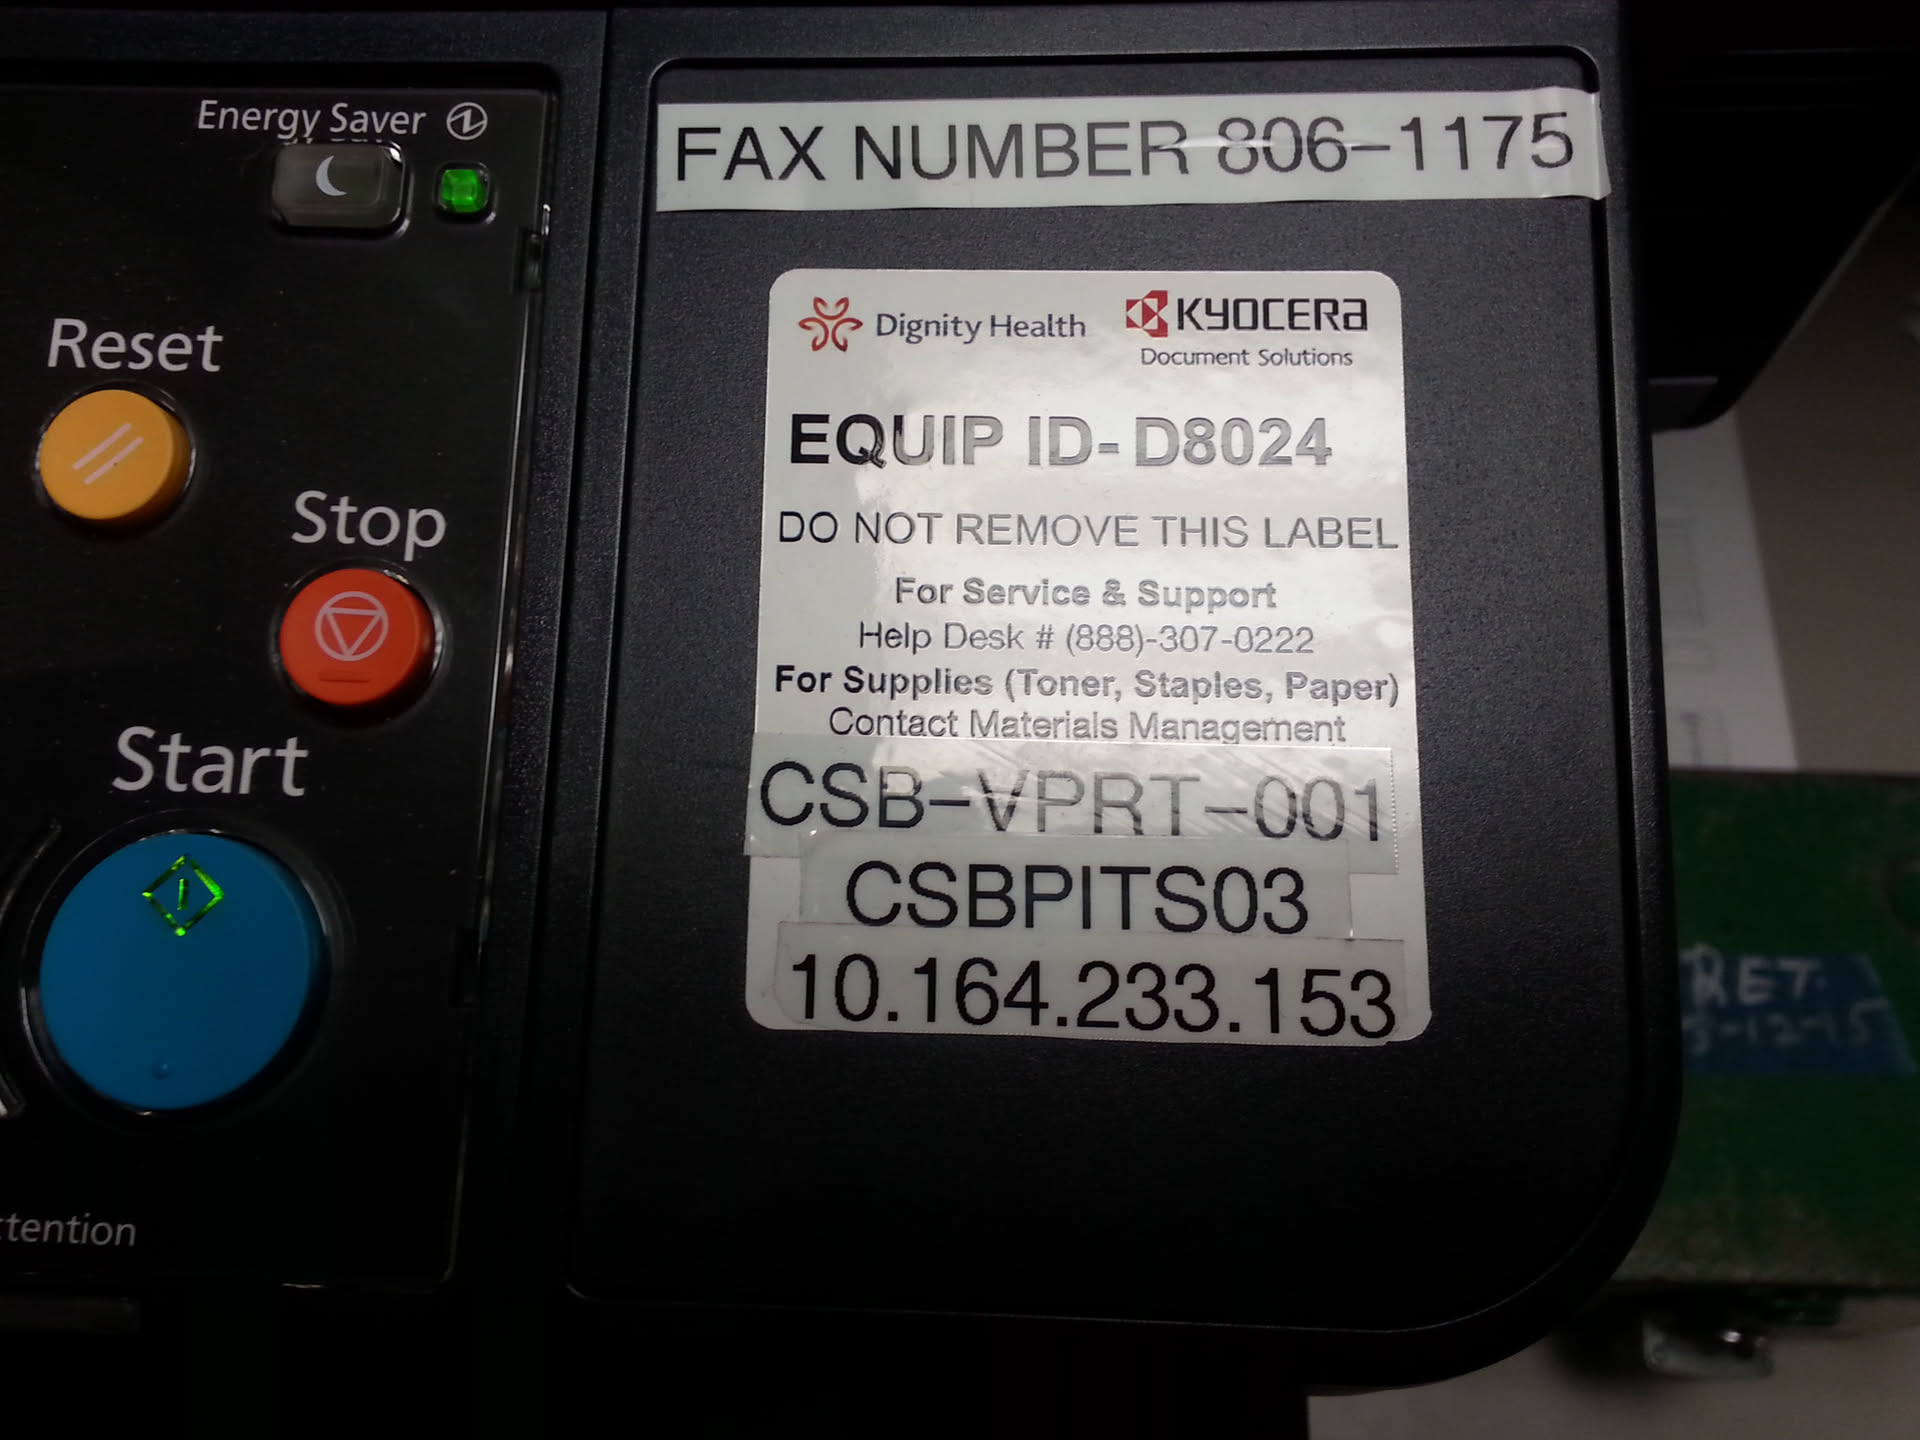 Energy Saver
Reset
Stop
Start
tention
FAX NUMBER 806-1175
Dignity Health
KYOCERA
Document Solutions
EQUIP ID- D8024
DO NOT REMOVE THIS LABEL
For Service & Support
Help Desk # (888)-307-0222
For Supplies (Toner, Staples, Paper)
Contact Materials Management
CSB-VPRT-001
CSBPITS03
10.164.233.153
RET.